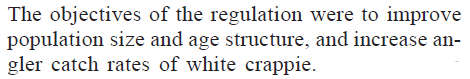 The objectives of the regulation were to improve
population size and age structure, and increase an-
gler catch rates of white crappie.